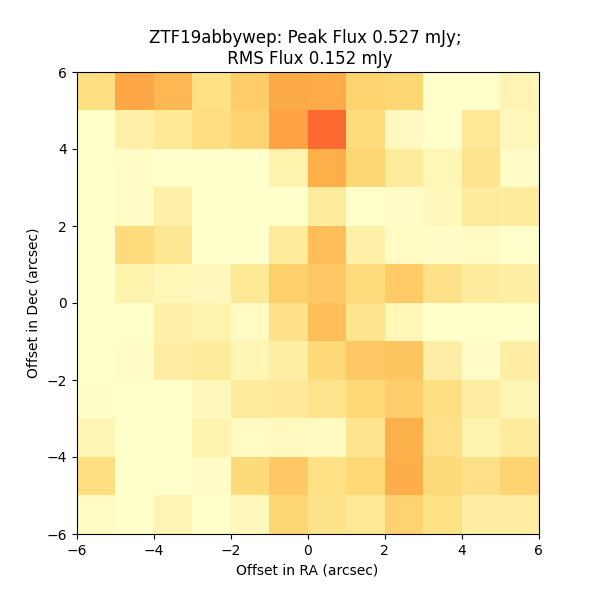 ZTF19abbywep: Peak Flux 0.527 mJy;
RMS Flux 0.152 mJy
6
4
2
0
−2
−4
−6
Offset in Dec (arcsec)
−6 −4 −2 0 2 4 6
Offset in RA (arcsec)